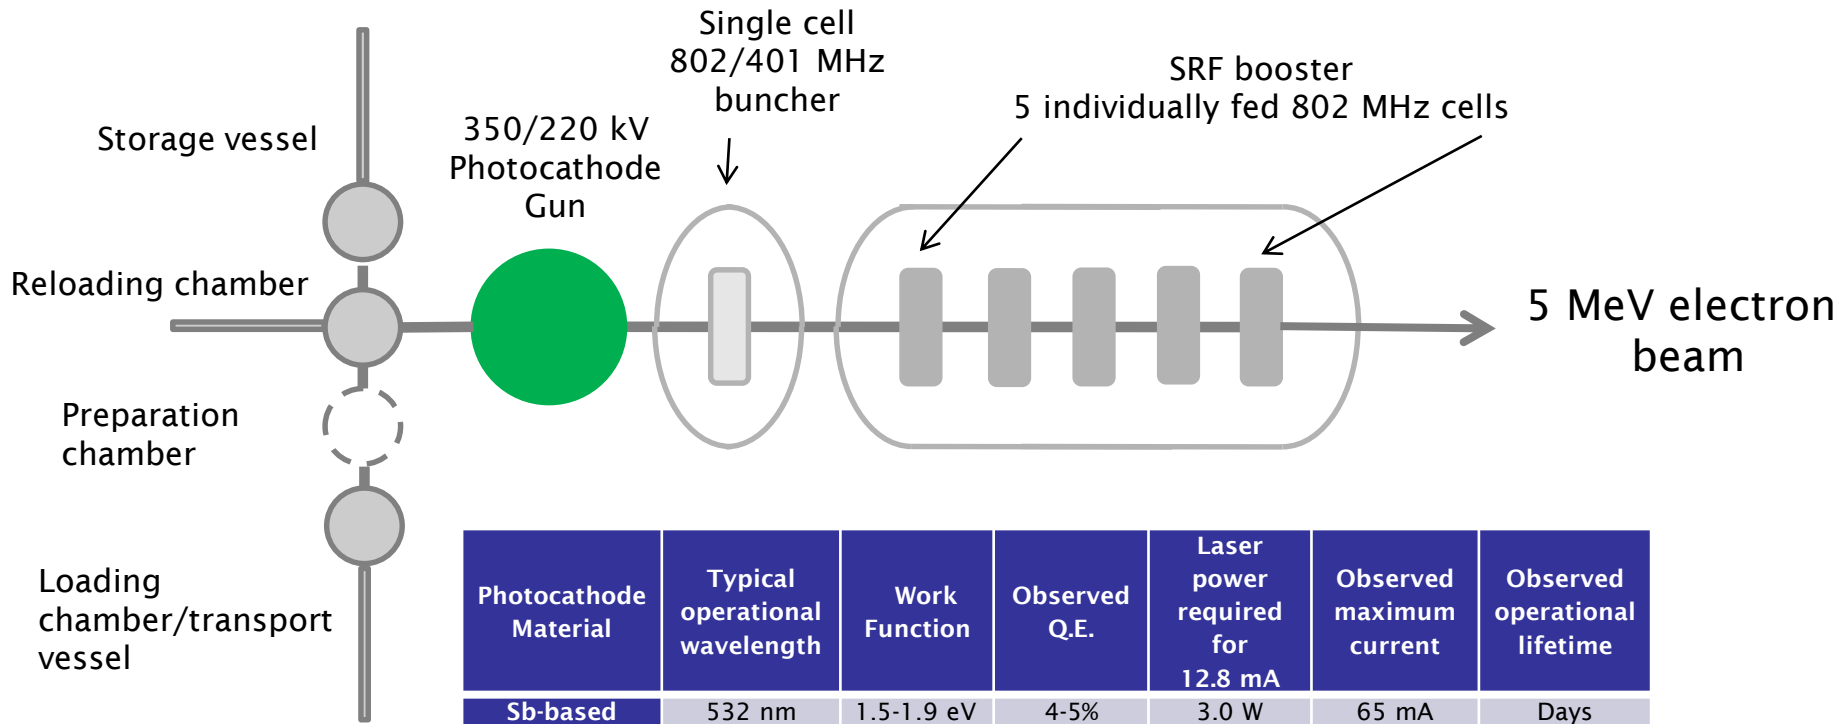 Single cell
802/401 MHz
buncher
SRF booster
5 individually fed 802 MHz cells
350/220 kV
Photocathode
Gun
Storage vessel
Reloading chamber
5 MeV electron
beam
Preparation
chamber
Loading
chamber/transport
vessel
Photocathode
Material
Typical
operational
wavelength
Work
Function
Observed
Q.E.
Laser
power
required
for
12.8 mA
Observed
maximum
current
Observed
operational
lifetime
Sb-based
532 nm
1.5-1.9 eV
4-5%
3.0 W
65 mA
Days